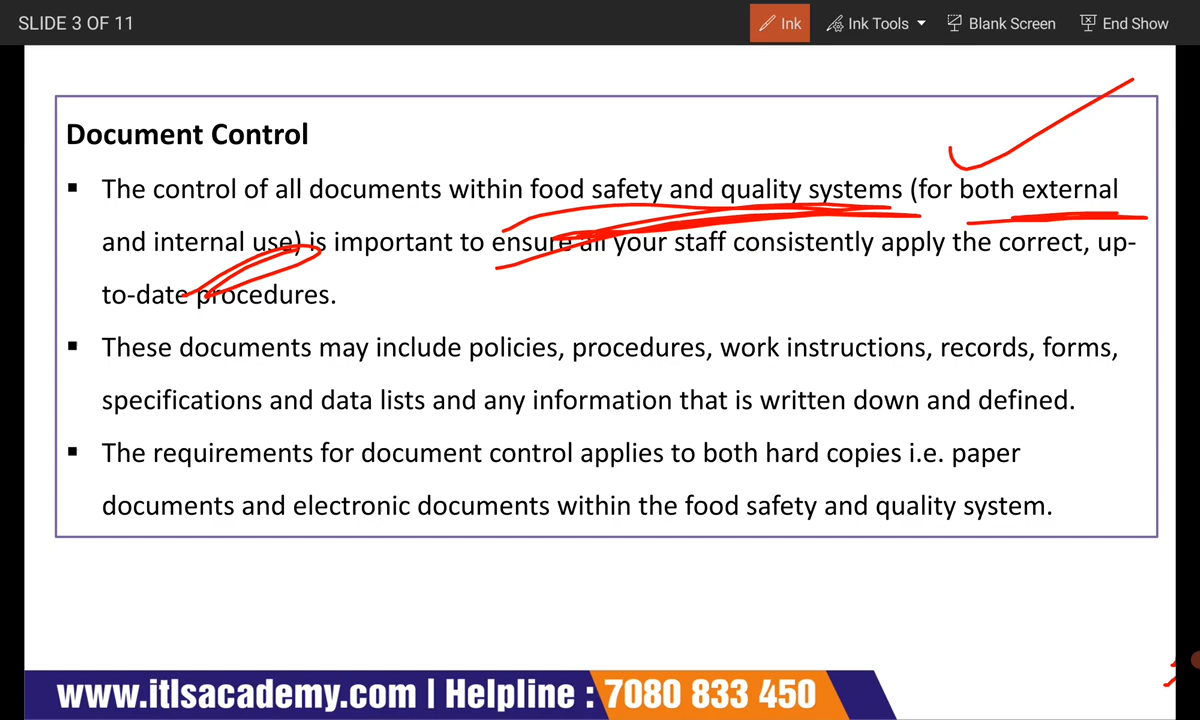 SLIDE 3 OF 11
Ink Ink Tools Blank Screen End Show
Document Control
▪ The control of all documents within food safety and quality systems (for both external
and internal use) is important to ensure all your staff consistently apply the correct, up-
to-date procedures.
▪ These documents may include policies, procedures, work instructions, records, forms,
specifications and data lists and any information that is written down and defined.
▪ The requirements for document control applies to both hard copies i.e. paper
documents and electronic documents within the food safety and quality system.
www.itlsacademy.com | Helpline : 7080 833 450